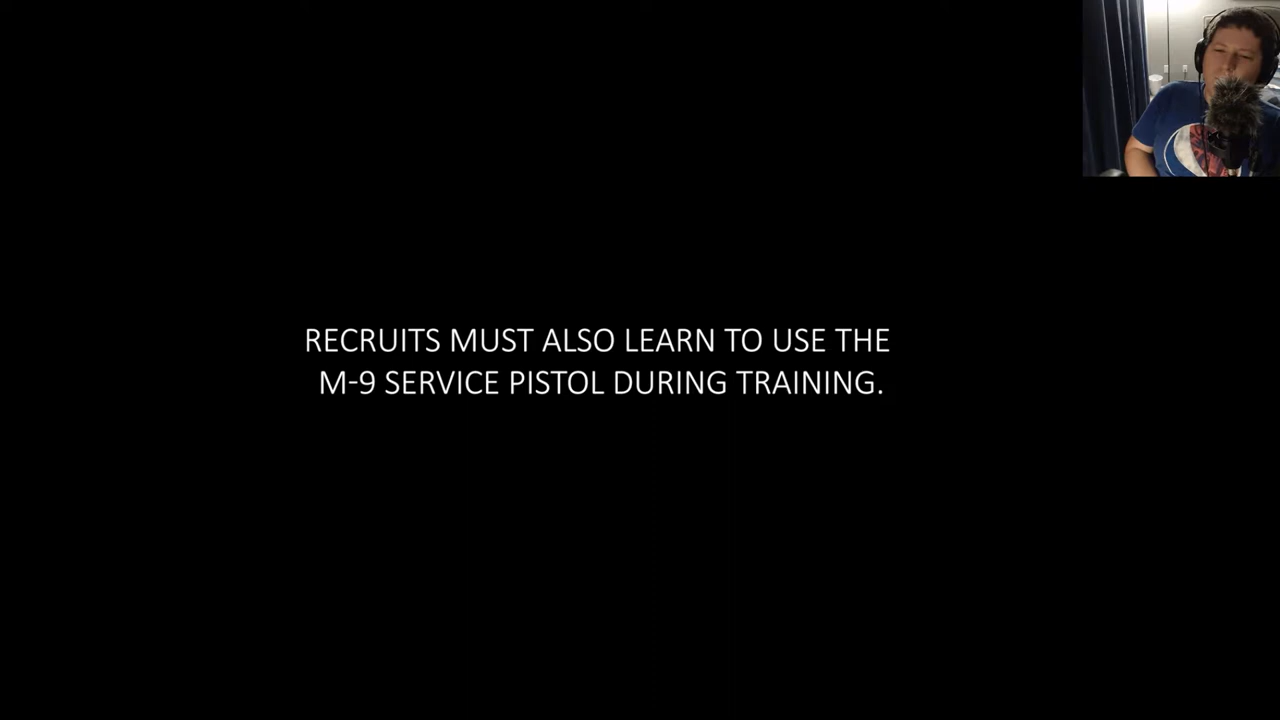 RECRUITS MUST ALSO LEARN TO USE THE
M-9 SERVICE PISTOL DURING TRAINING.